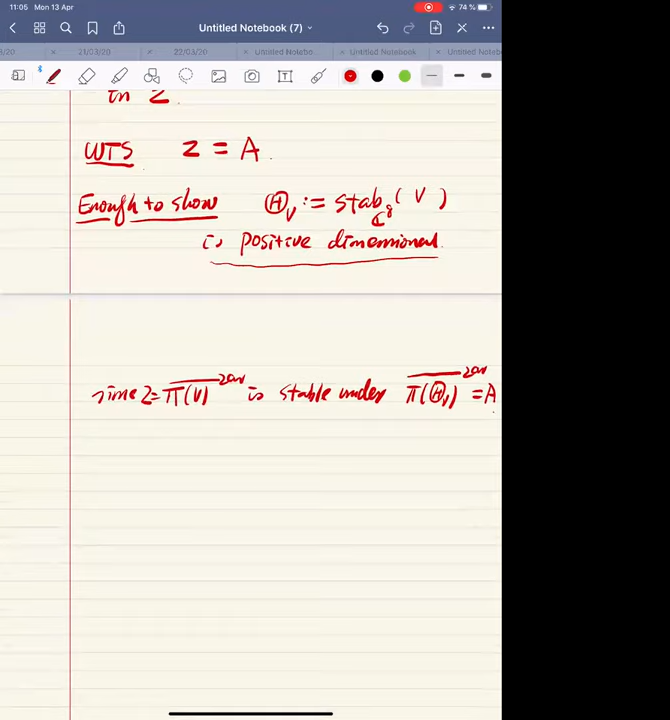 11:05 Mon 13 Apr
74 %
Untitled Notebook (7)
/20 21/03/20 22/03/20 Untitled Notebo... Untitled Notebook Untitled Notebo
in Z.
WTS Z = A.
Enough to show Θ_V := stab_{ℂ^g}(V)
is positive dimensional.
since Z = \overline{π(V)}^{zar} is stable under \overline{π(Θ_V)}^{zar} = A.